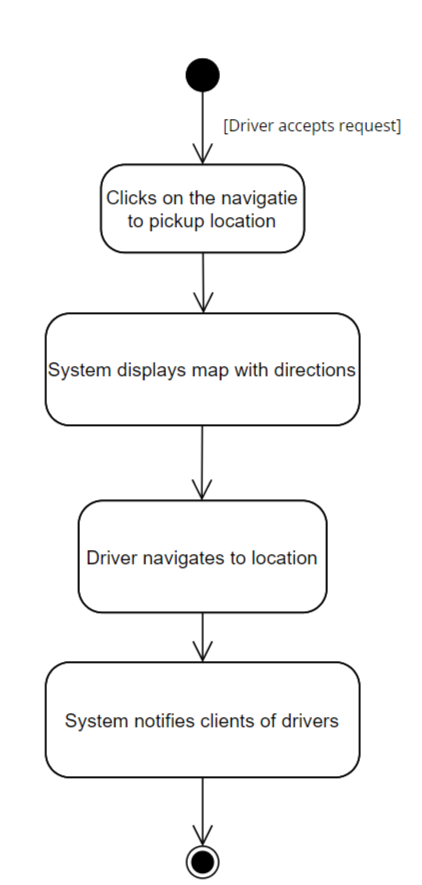 [Driver accepts request]
Clicks on the navigatie
to pickup location
System displays map with directions
Driver navigates to location
System notifies clients of drivers